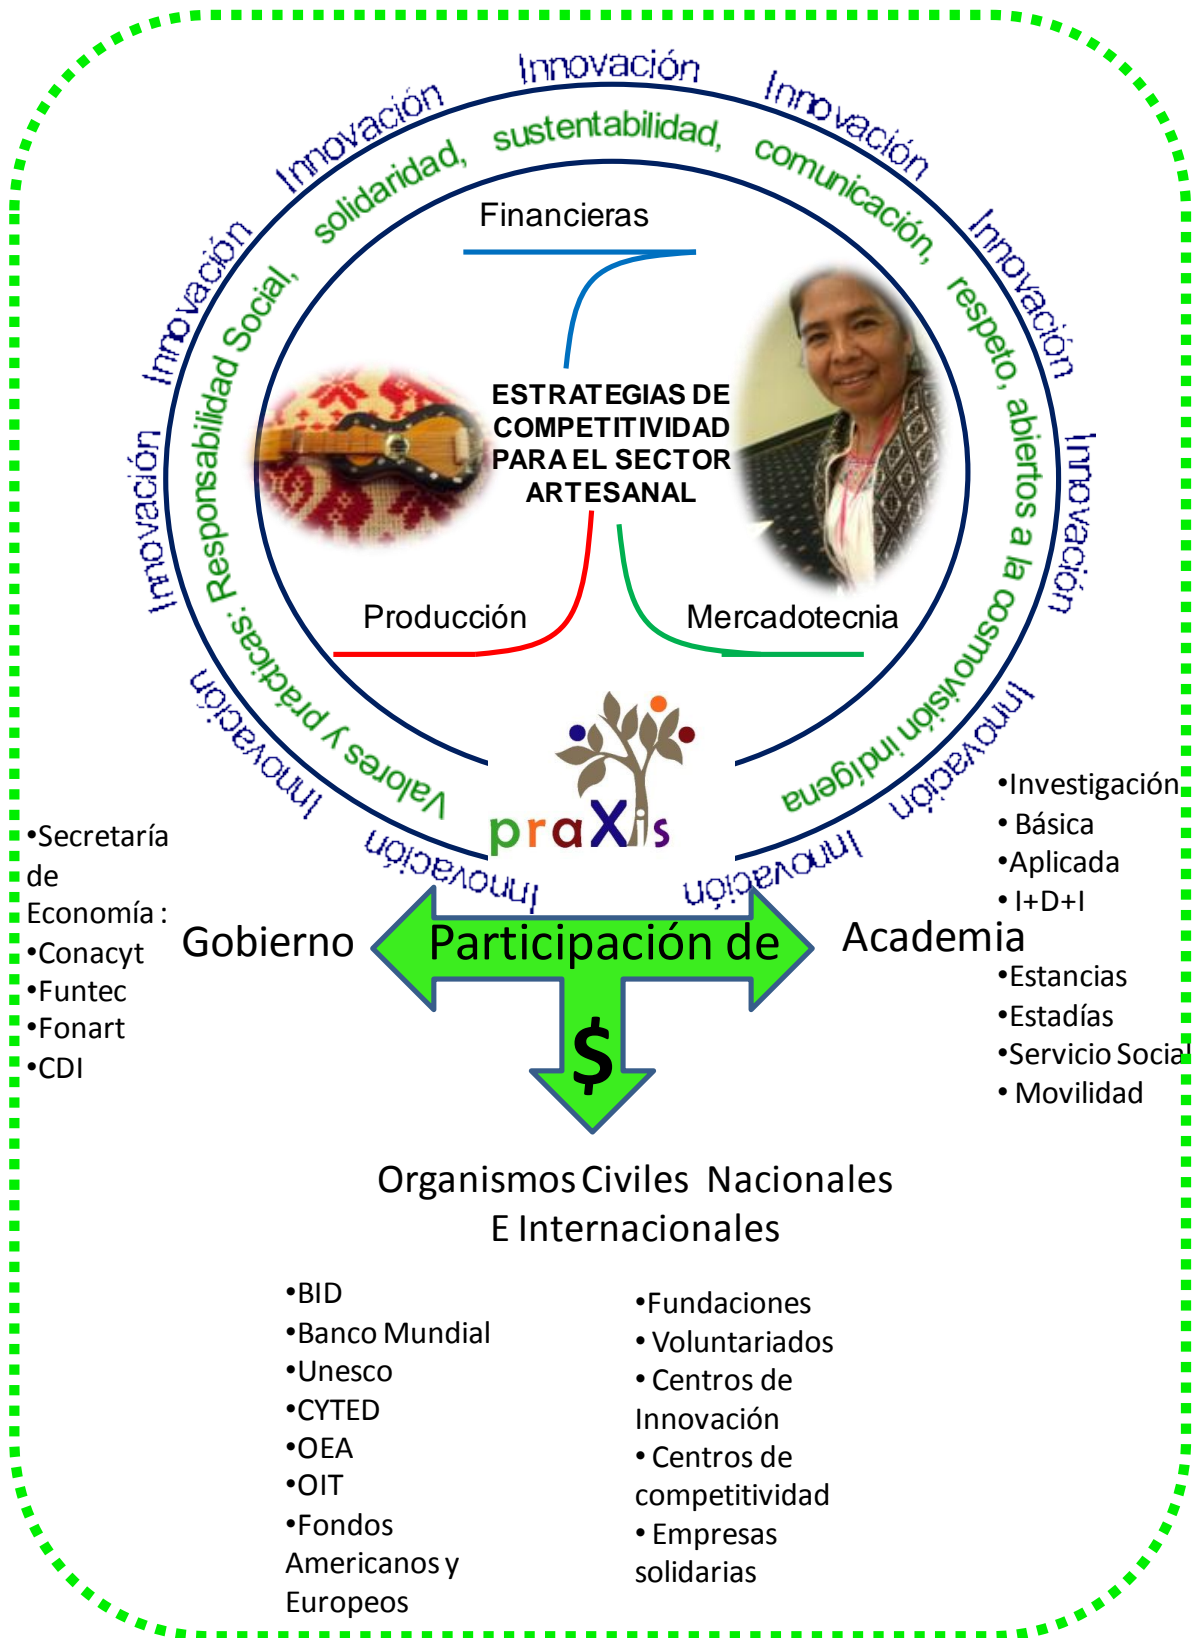 Innovación
Innovación
Innovación
Innovación
Innovación
Innovación
Innovación
Innovación
Innovación
Innovación
Innovación
Innovación
Innovación
Valores y prácticas: Responsabilidad Social, solidaridad, sustentabilidad, comunicación, respeto, abiertos a la cosmovisión indígena
Financieras
ESTRATEGIAS DE
COMPETITIVIDAD
PARA EL SECTOR
ARTESANAL
Producción
Mercadotecnia
praXis
•Secretaría
de
Economía :
•Conacyt
•Funtec
•Fonart
•CDI
Gobierno
Participación de
Academia
$
•Investigación
• Básica
•Aplicada
• I+D+I
•Estancias
•Estadías
•Servicio Social
• Movilidad
Organismos Civiles Nacionales
E Internacionales
•BID
•Banco Mundial
•Unesco
•CYTED
•OEA
•OIT
•Fondos
Americanos y
Europeos
•Fundaciones
• Voluntariados
• Centros de
Innovación
• Centros de
competitividad
• Empresas
solidarias